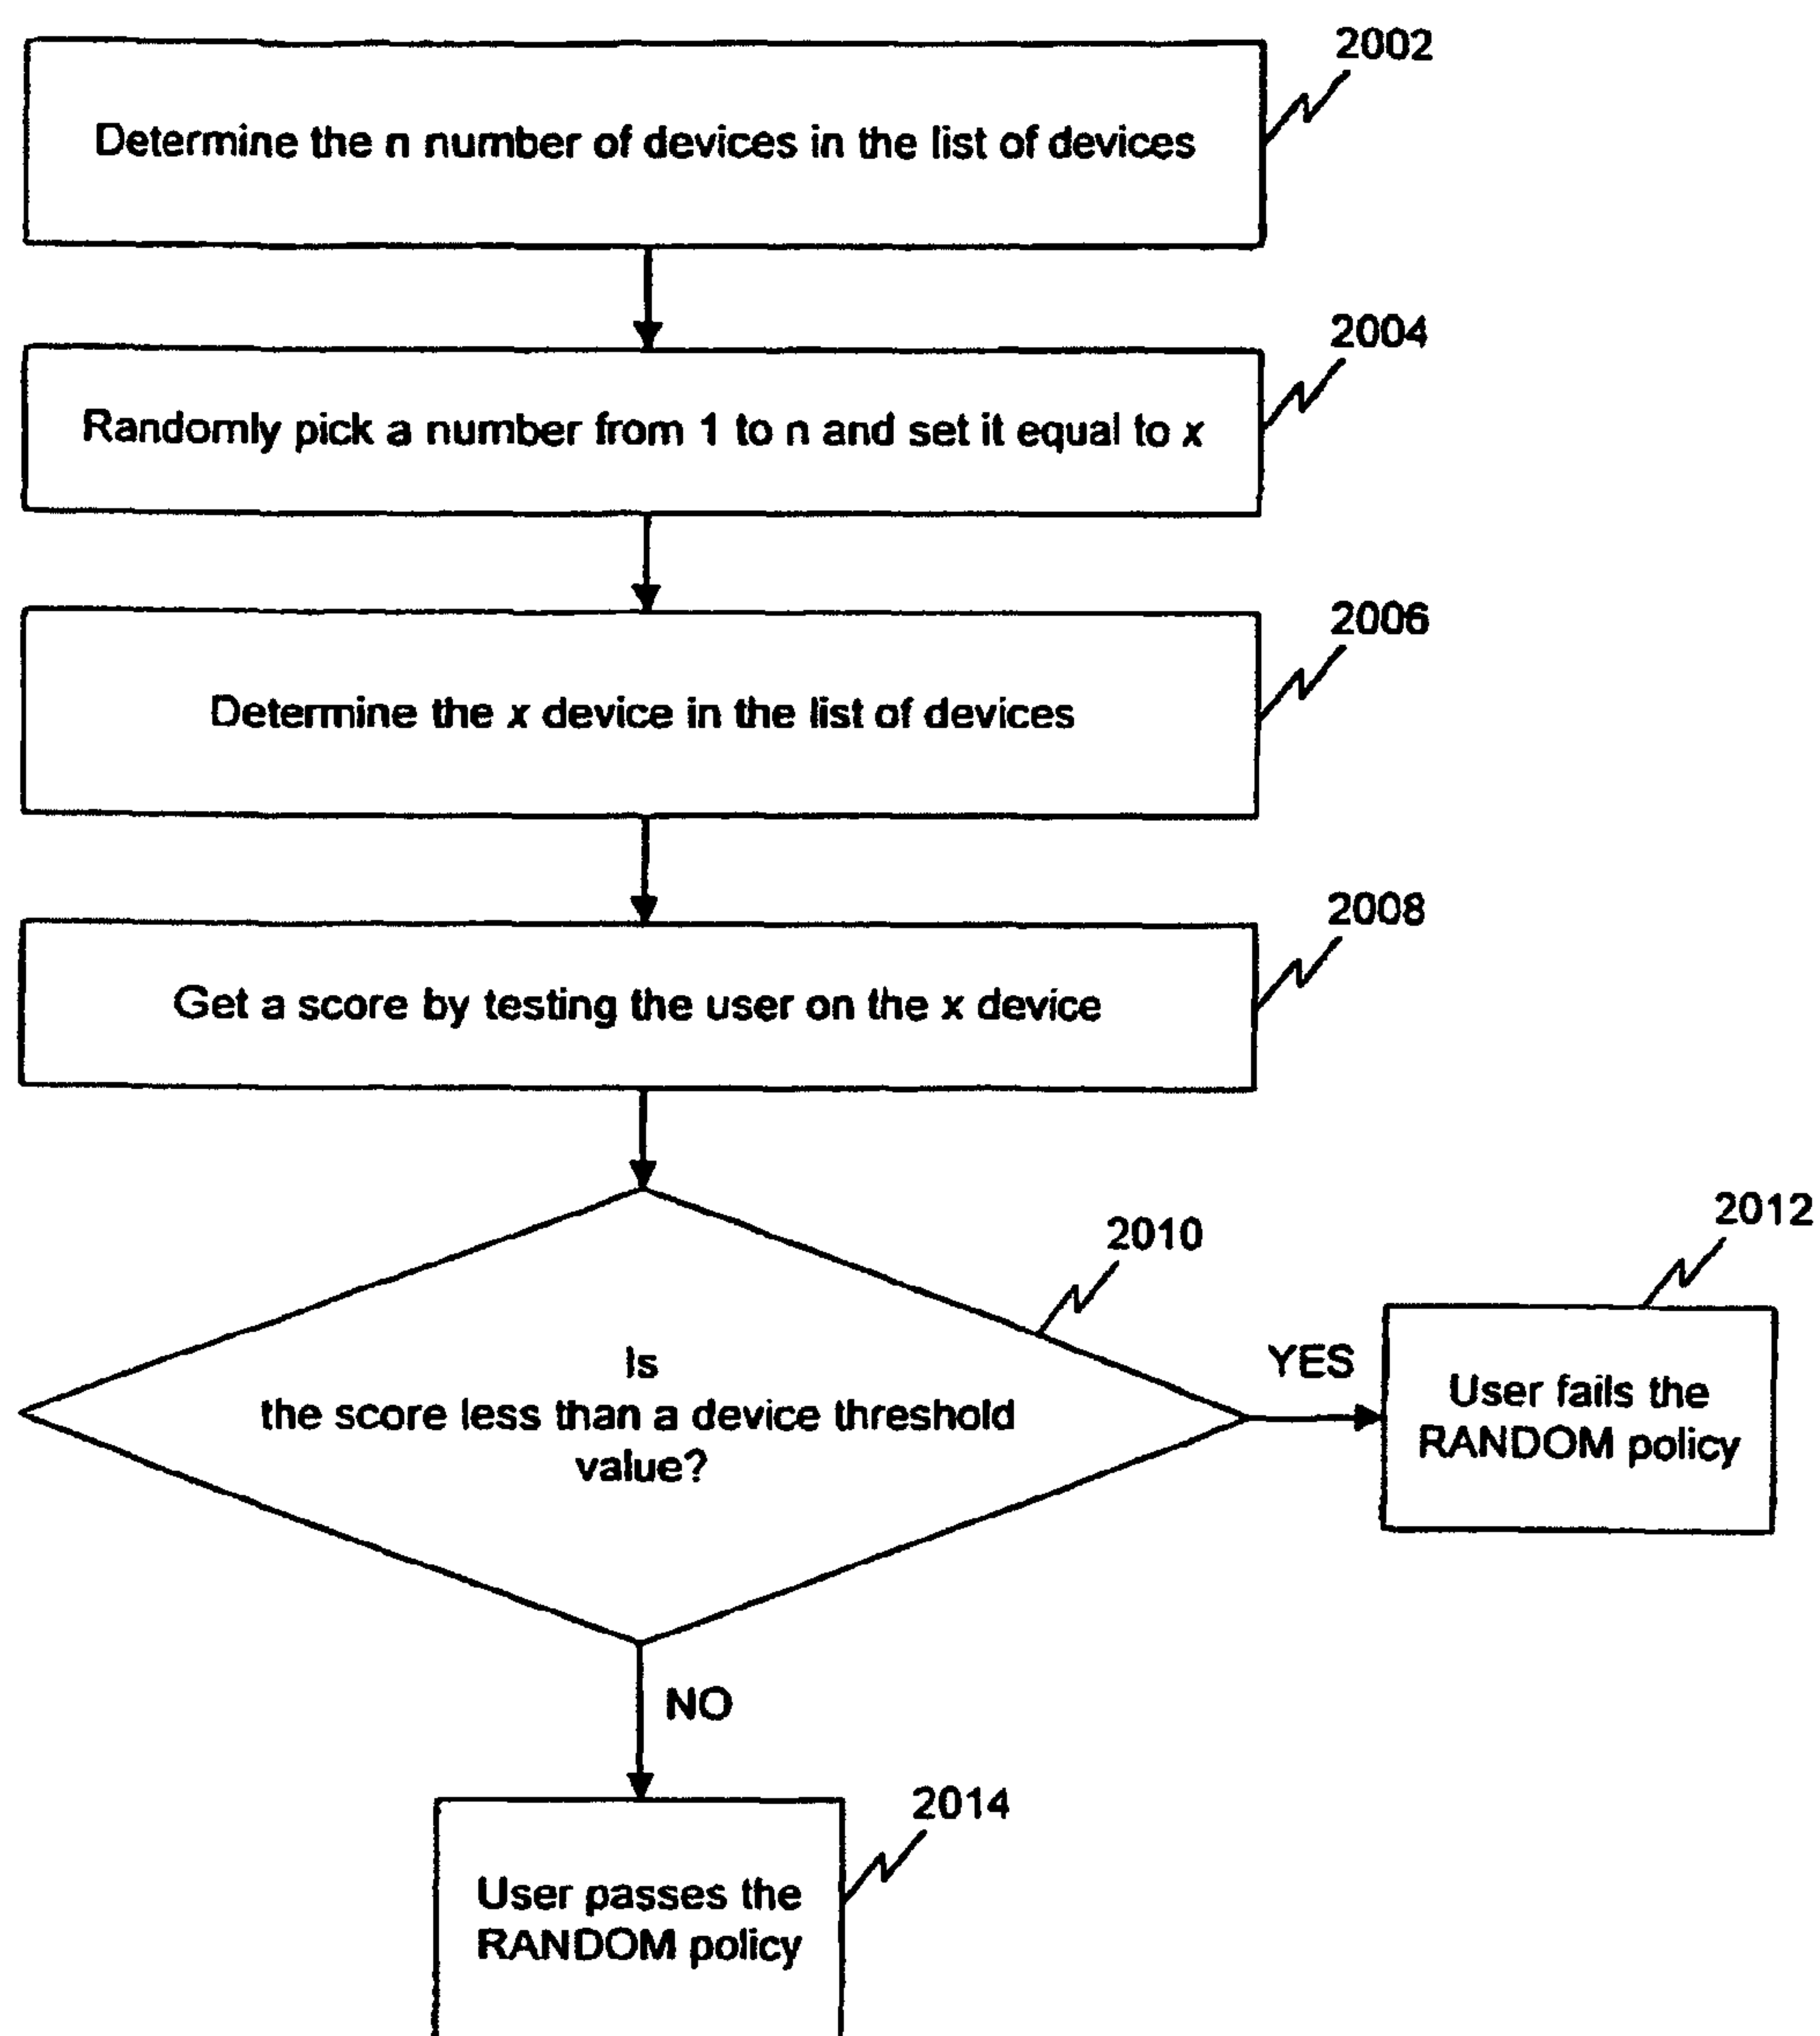 2002
Determine the n number of devices in the list of devices
2004
Randomly pick a number from 1 to n and set it equal to x
2006
Determine the x device in the list of devices
2008
Get a score by testing the user on the x device
2010
2012
Is
the score less than a device threshold
value?
YES
User fails the
RANDOM policy
NO
2014
User passes the
RANDOM policy